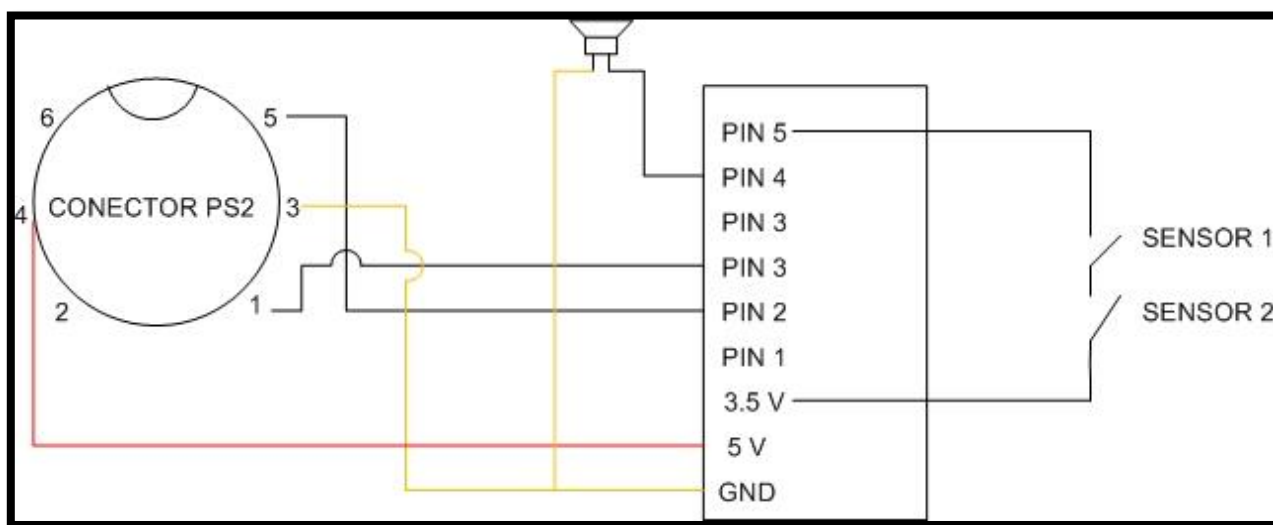 6
5
4
CONECTOR PS2
3
2
1
PIN 5
PIN 4
PIN 3
PIN 3
PIN 2
PIN 1
3.5 V
5 V
GND
SENSOR 1
SENSOR 2